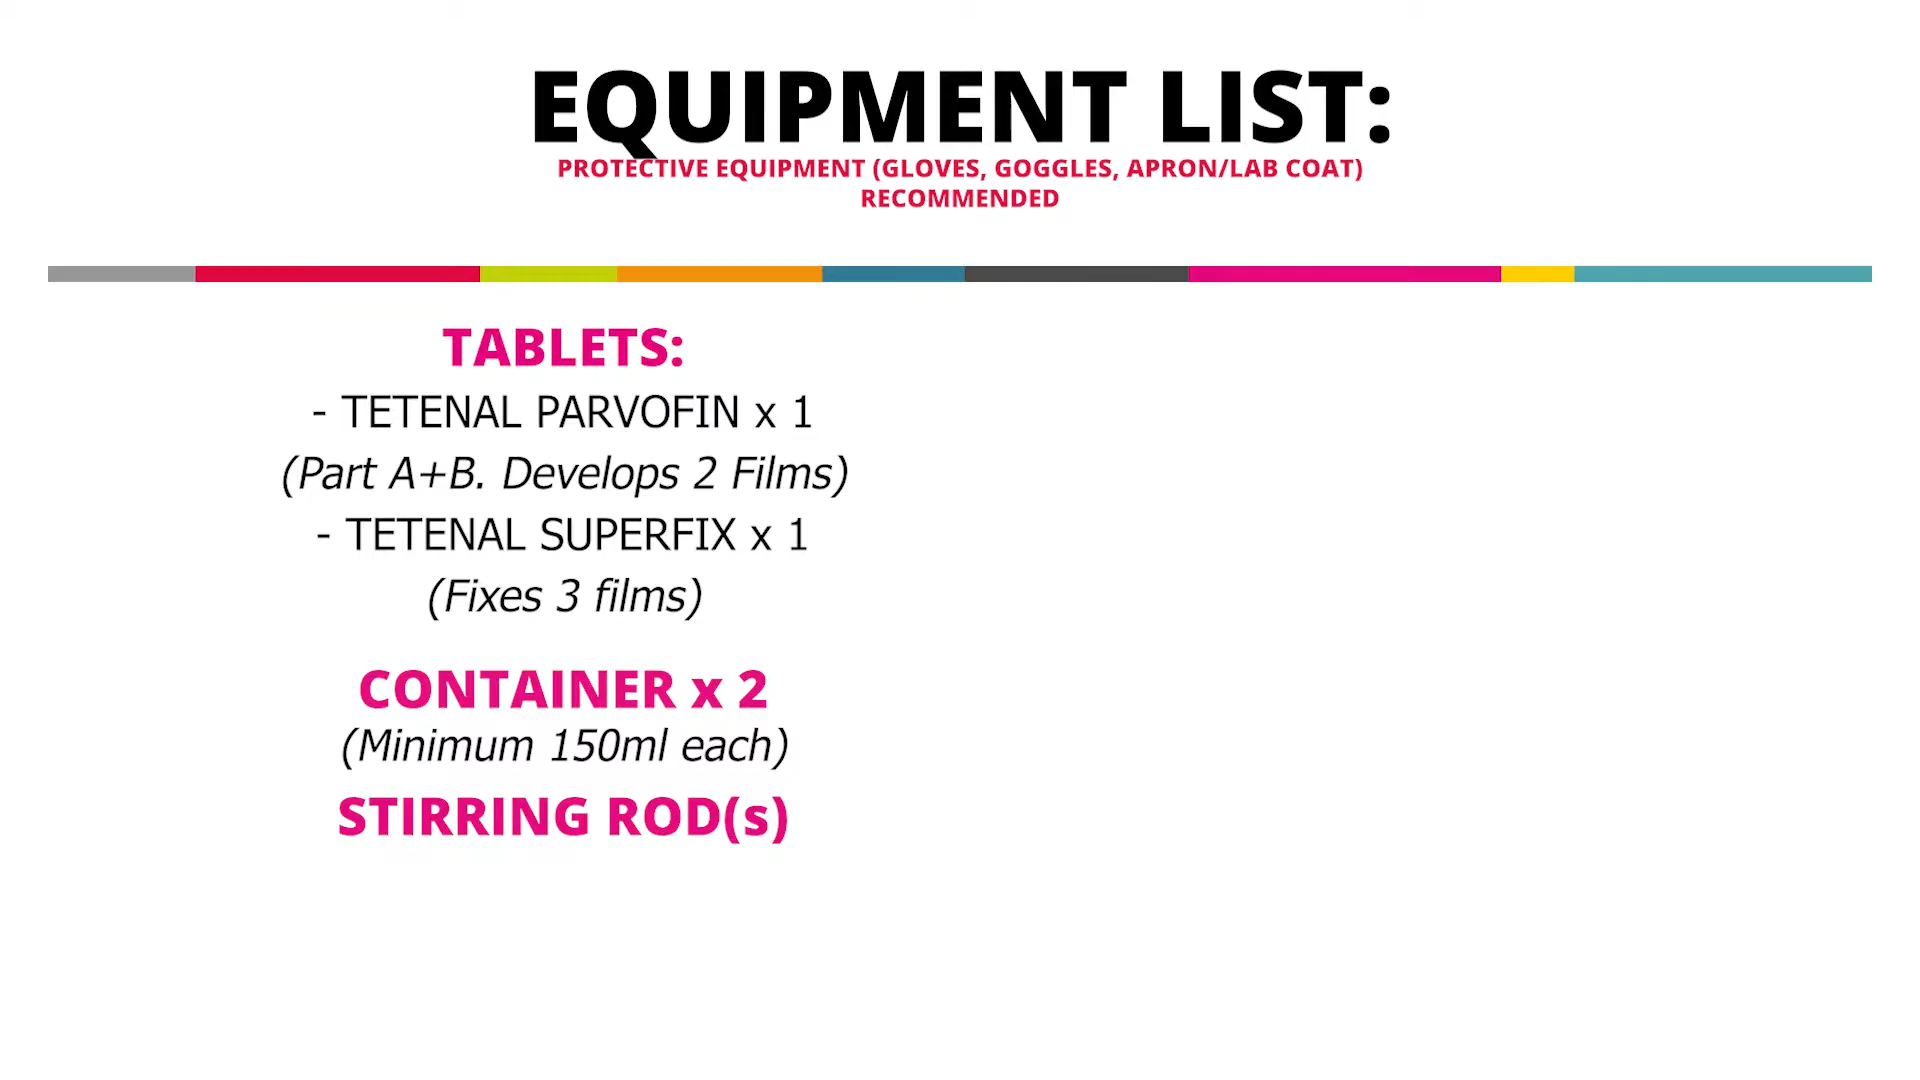 EQUIPMENT LIST:
PROTECTIVE EQUIPMENT (GLOVES, GOGGLES, APRON/LAB COAT)
RECOMMENDED
TABLETS:
- TETENAL PARVOFIN x 1
(Part A+B. Develops 2 Films)
- TETENAL SUPERFIX x 1
(Fixes 3 films)
CONTAINER x 2
(Minimum 150ml each)
STIRRING ROD(s)